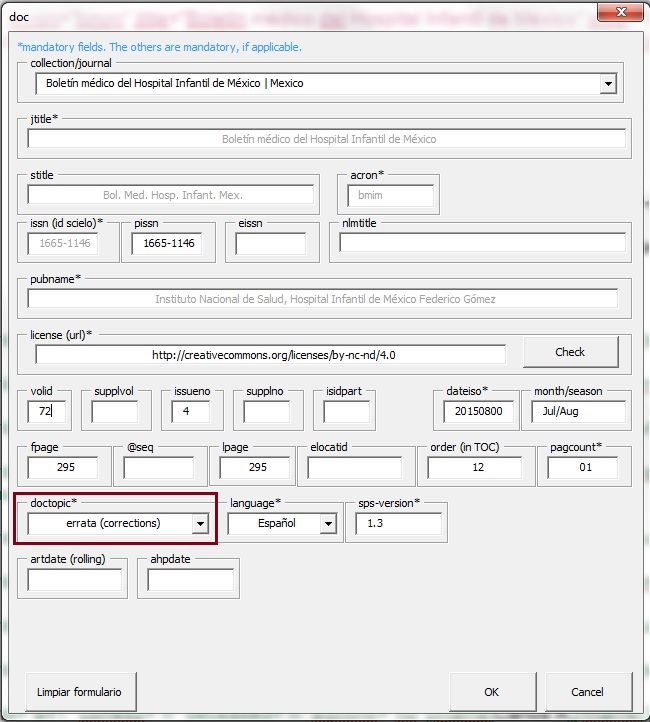 doc
*mandatory fields. The others are mandatory, if applicable.
collection/journal
Boletín médico del Hospital Infantil de México | Mexico
jtitle*
Boletín médico del Hospital Infantil de México
stitle
acron*
Bol. Med. Hosp. Infant. Mex.
bmim
issn (id scielo)*
pissn
eissn
nlmtitle
1665-1146
1665-1146
pubname*
Instituto Nacional de Salud, Hospital Infantil de México Federico Gómez
license (url)*
http://creativecommons.org/licenses/by-nc-nd/4.0
Check
volid
supplvol
issueno
supplno
isidpart
dateiso*
month/season
72
4
20150800
Jul/Aug
fpage
@seq
lpage
elocatid
order (in TOC)
pagcount*
295
295
12
01
doctopic*
language*
sps-version*
errata (corrections)
Español
1.3
artdate (rolling)
ahpdate
Limpiar formulario
OK
Cancel